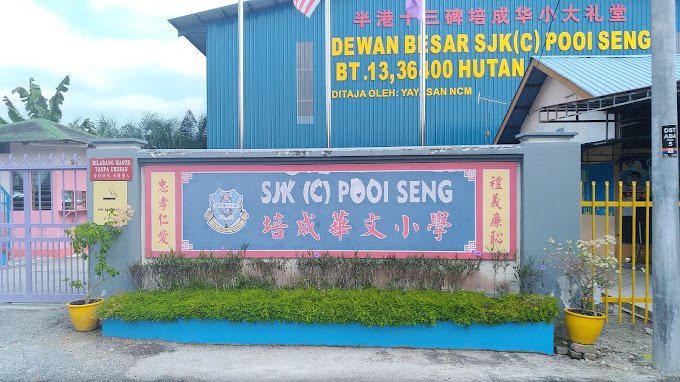 半港十三碑培成华小大礼堂
DEWAN BESAR SJK(C) POOI SENG
BT.13,36400 HUTAN
DITAJA OLEH: YAYASAN NCM
DILARANG MASUK
TANPA URUSAN
忠孝仁愛
SJK (C) POOI SENG
培成華文小學
禮義廉恥